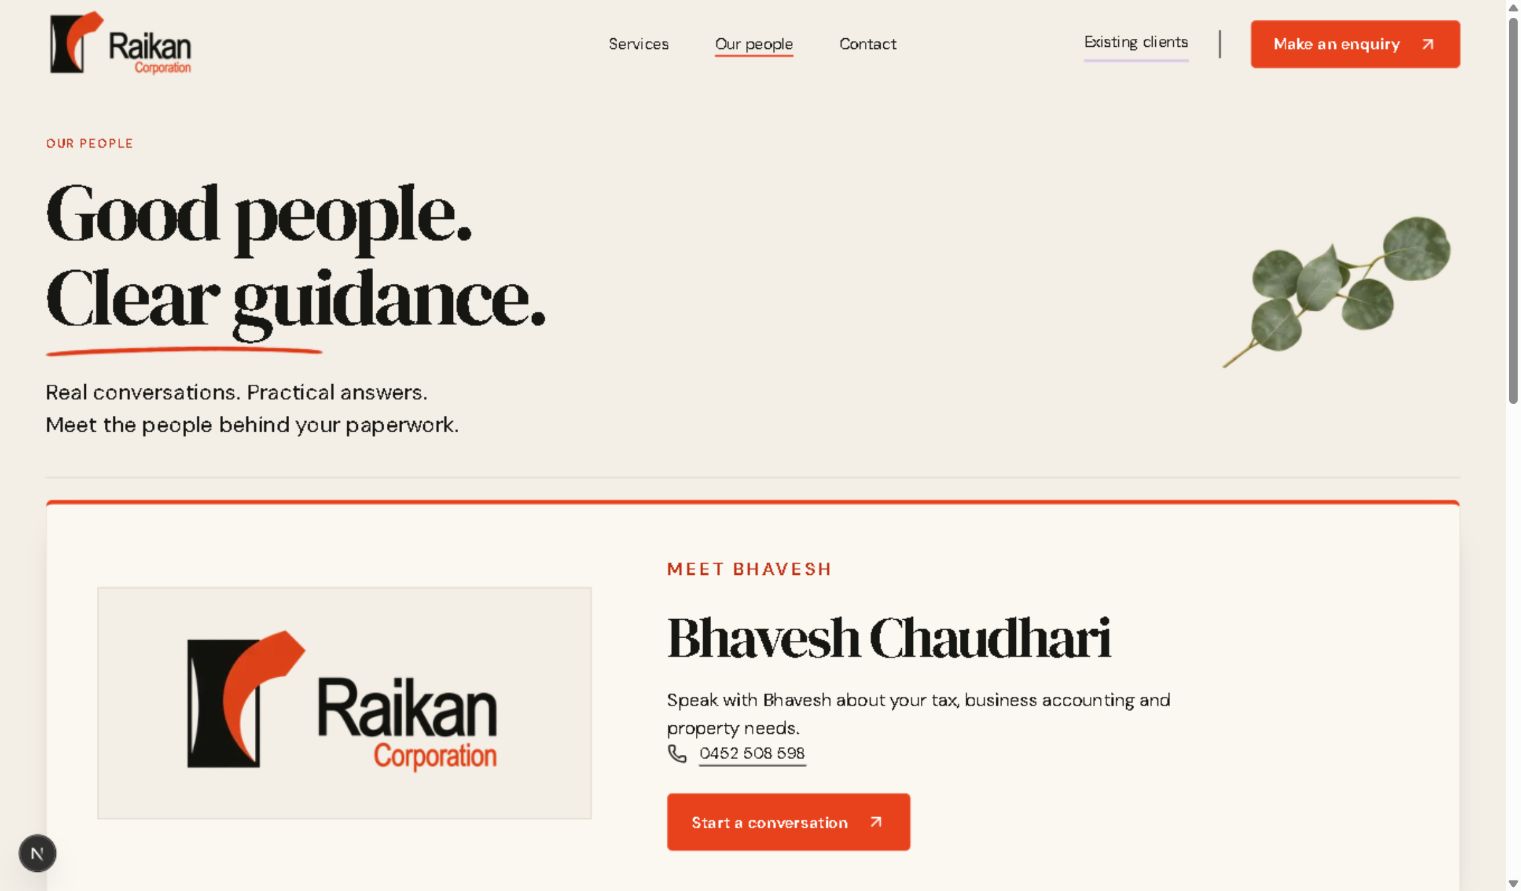 Raikan
Corporation
Services
Our people
Contact
Existing clients
Make an enquiry
OUR PEOPLE
Good people.
Clear guidance.
Real conversations. Practical answers.
Meet the people behind your paperwork.
Raikan
Corporation
MEET BHAVESH
Bhavesh Chaudhari
Speak with Bhavesh about your tax, business accounting and
property needs.
0452 508 598
Start a conversation
N